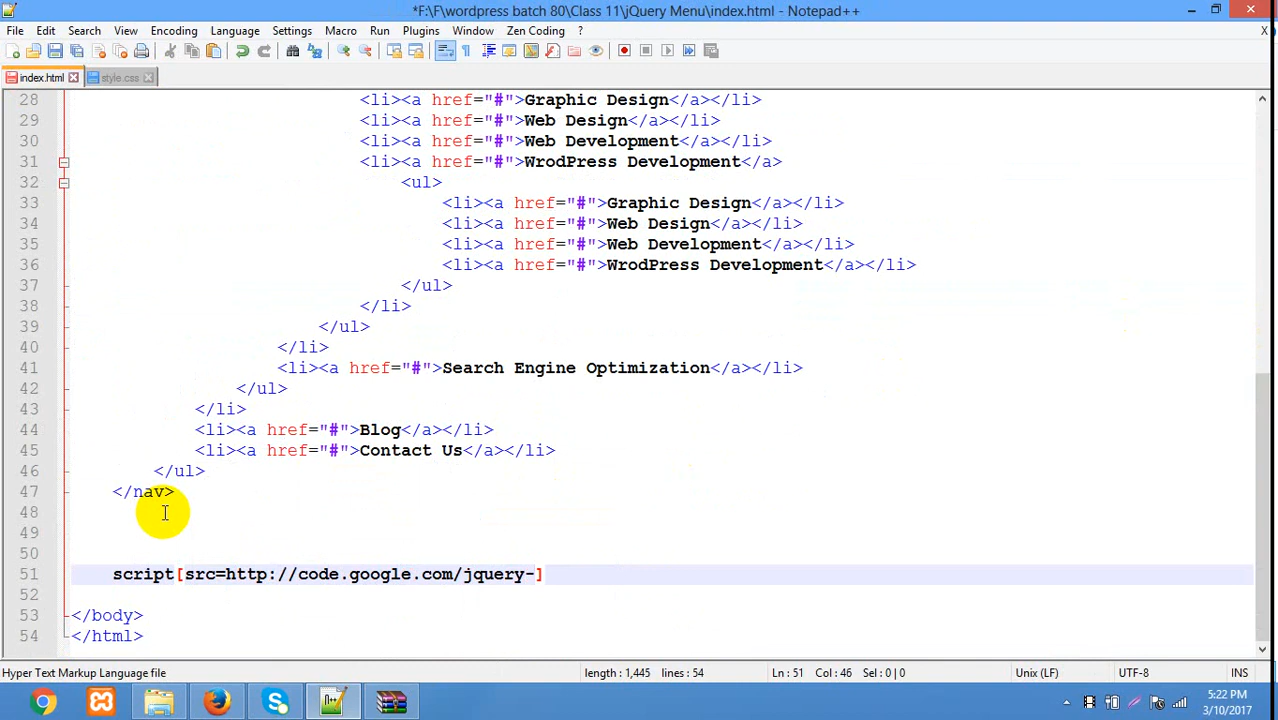 *F:\F\wordpress batch 80\Class 11\jQuery Menu\index.html - Notepad++
File Edit Search View Encoding Language Settings Macro Run Plugins Window Zen Coding ? X
index.html style.css
28 <li><a href="#">Graphic Design</a></li>
29 <li><a href="#">Web Design</a></li>
30 <li><a href="#">Web Development</a></li>
31 <li><a href="#">WrodPress Development</a>
32 <ul>
33 <li><a href="#">Graphic Design</a></li>
34 <li><a href="#">Web Design</a></li>
35 <li><a href="#">Web Development</a></li>
36 <li><a href="#">WrodPress Development</a></li>
37 </ul>
38 </li>
39 </ul>
40 </li>
41 <li><a href="#">Search Engine Optimization</a></li>
42 </ul>
43 </li>
44 <li><a href="#">Blog</a></li>
45 <li><a href="#">Contact Us</a></li>
46 </ul>
47 </nav>
48
49
50
51 script[src=http://code.google.com/jquery-]
52
53 </body>
54 </html>
Hyper Text Markup Language file length : 1,445 lines : 54 Ln : 51 Col : 46 Sel : 0 | 0 Unix (LF) UTF-8 INS
5:22 PM
3/10/2017